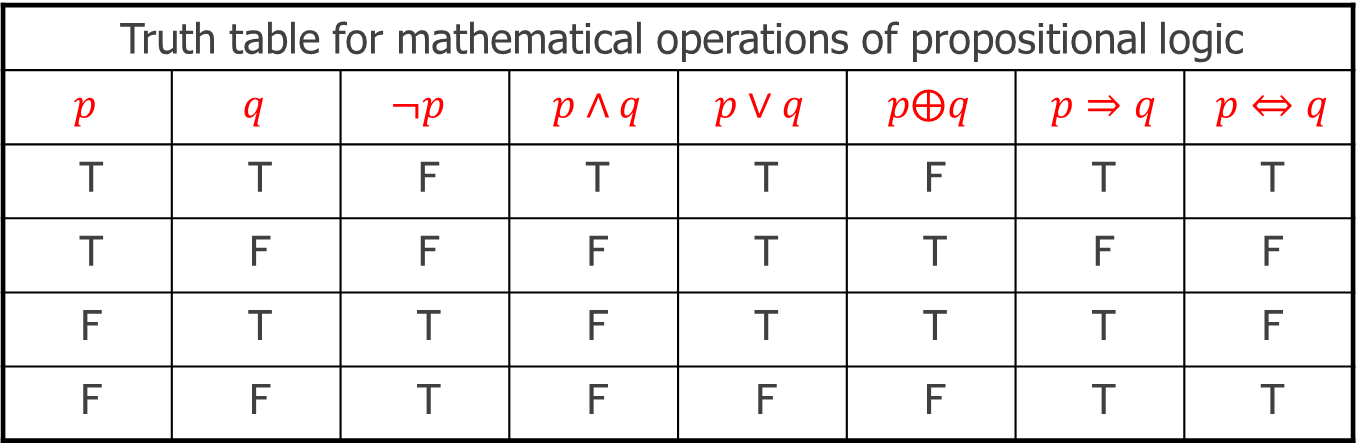 Truth table for mathematical operations of propositional logic
p q ¬p p ∧ q p ∨ q p⊕q p ⇒ q p ⇔ q
T T F T T F T T
T F F F T T F F
F T T F T T T F
F F T F F F T T